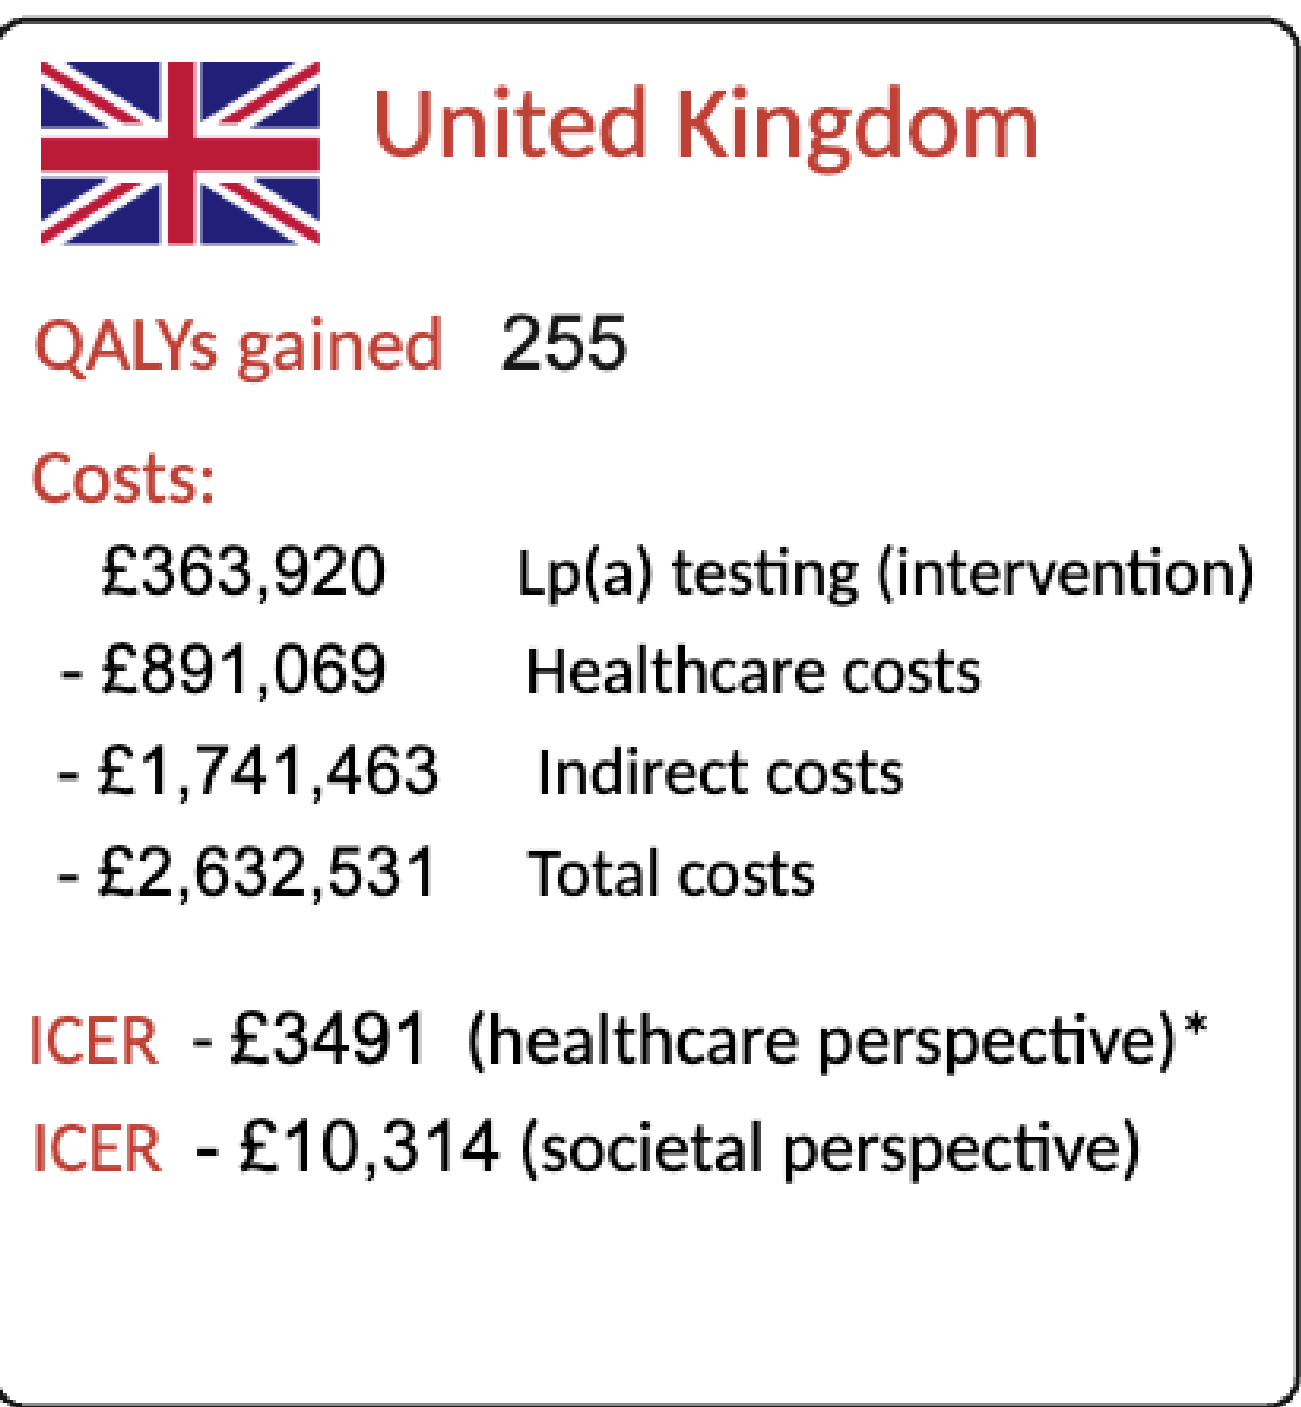 United Kingdom
QALYs gained 255
Costs:
£363,920 Lp(a) testing (intervention)
- £891,069 Healthcare costs
- £1,741,463 Indirect costs
- £2,632,531 Total costs
ICER - £3491 (healthcare perspective)*
ICER - £10,314 (societal perspective)